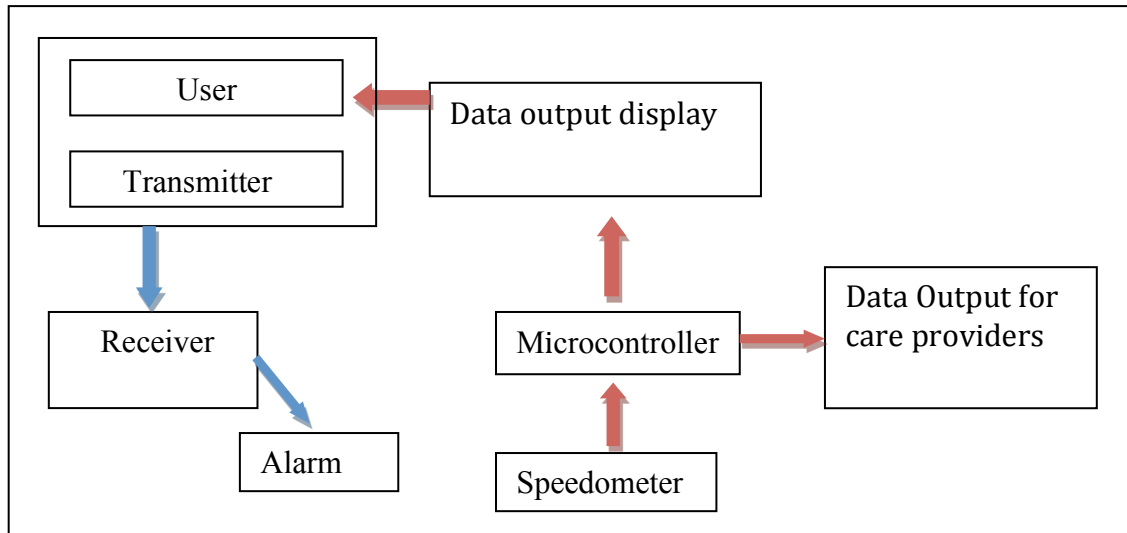 User
Data output display
Transmitter
Receiver
Microcontroller
Data Output for
care providers
Alarm
Speedometer